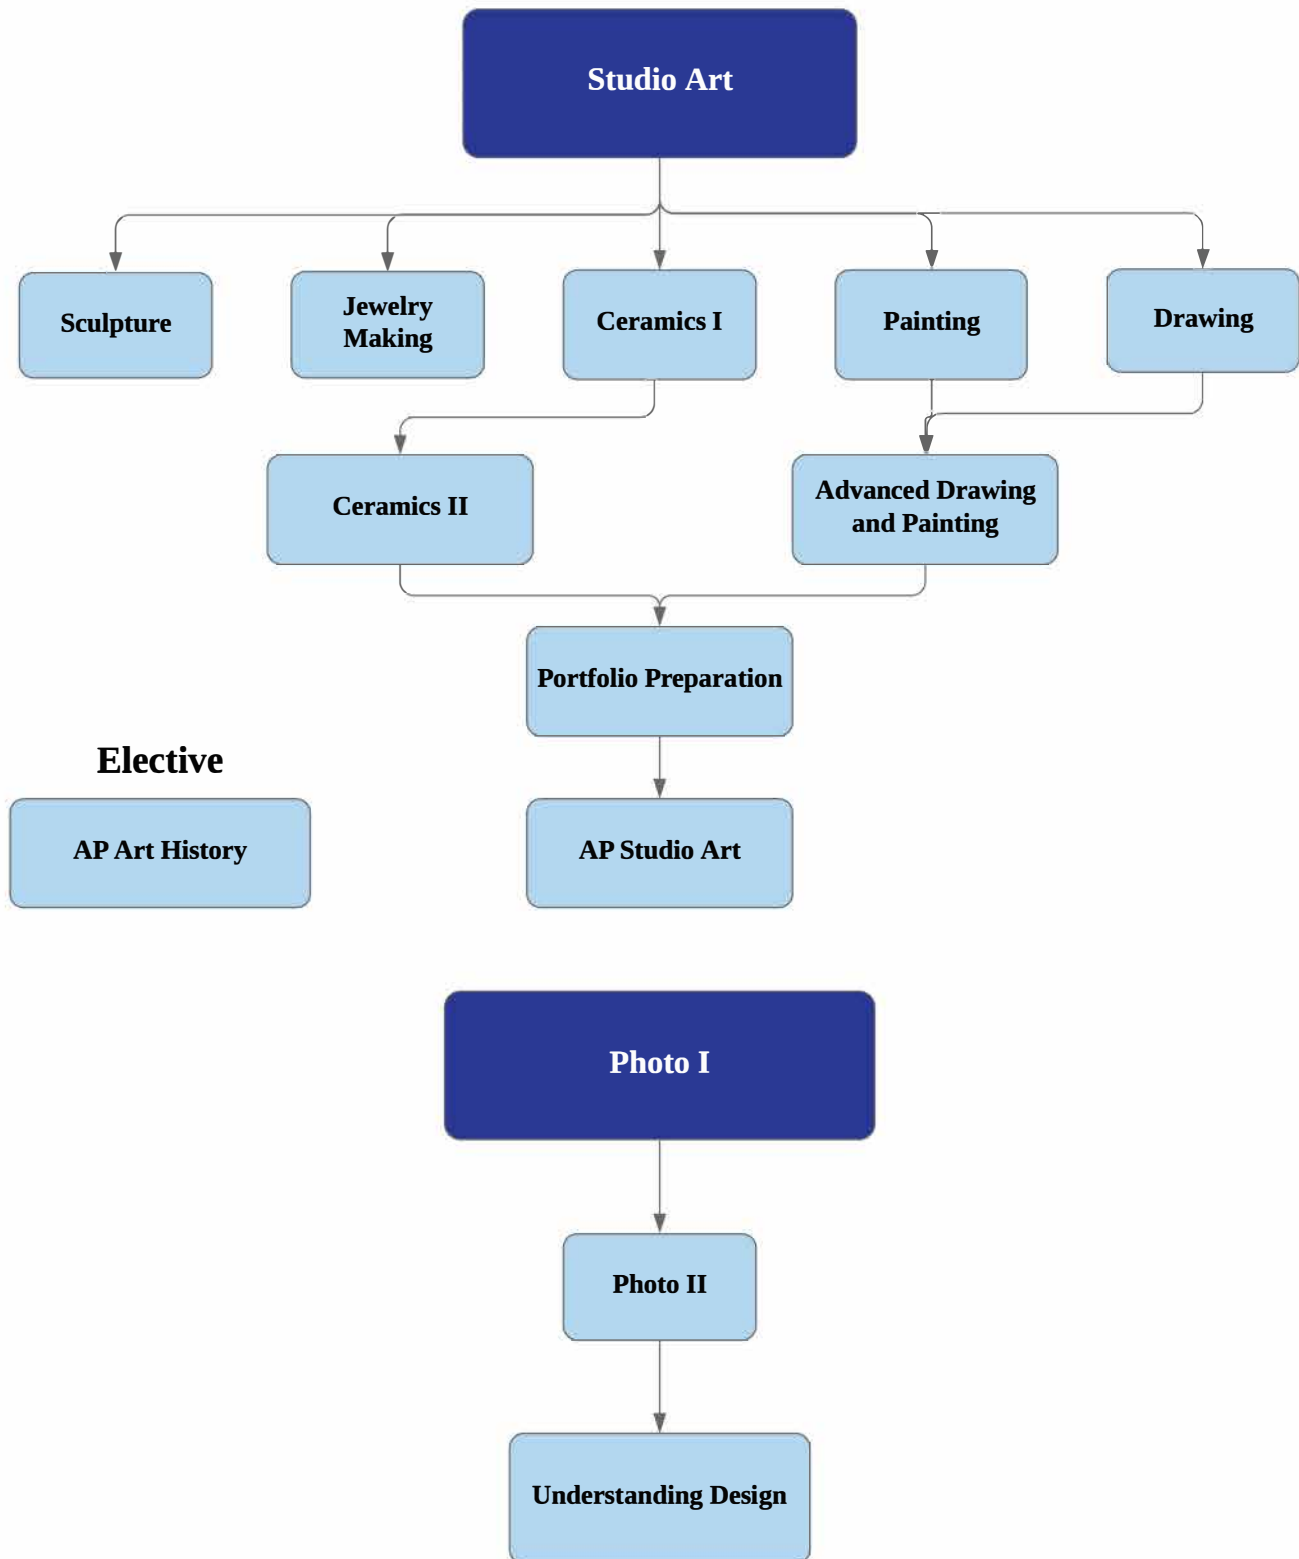 Studio Art
Sculpture
Jewelry
Making
Ceramics I
Painting
Drawing
Ceramics II
Advanced Drawing
and Painting
Portfolio Preparation
Elective
AP Art History
AP Studio Art
Photo I
Photo II
Understanding Design